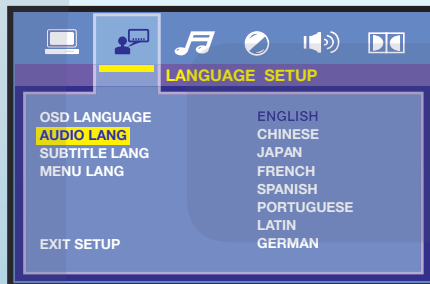 LANGUAGE SETUP
OSD LANGUAGE
AUDIO LANG
SUBTITLE LANG
MENU LANG
EXIT SETUP
ENGLISH
CHINESE
JAPAN
FRENCH
SPANISH
PORTUGUESE
LATIN
GERMAN